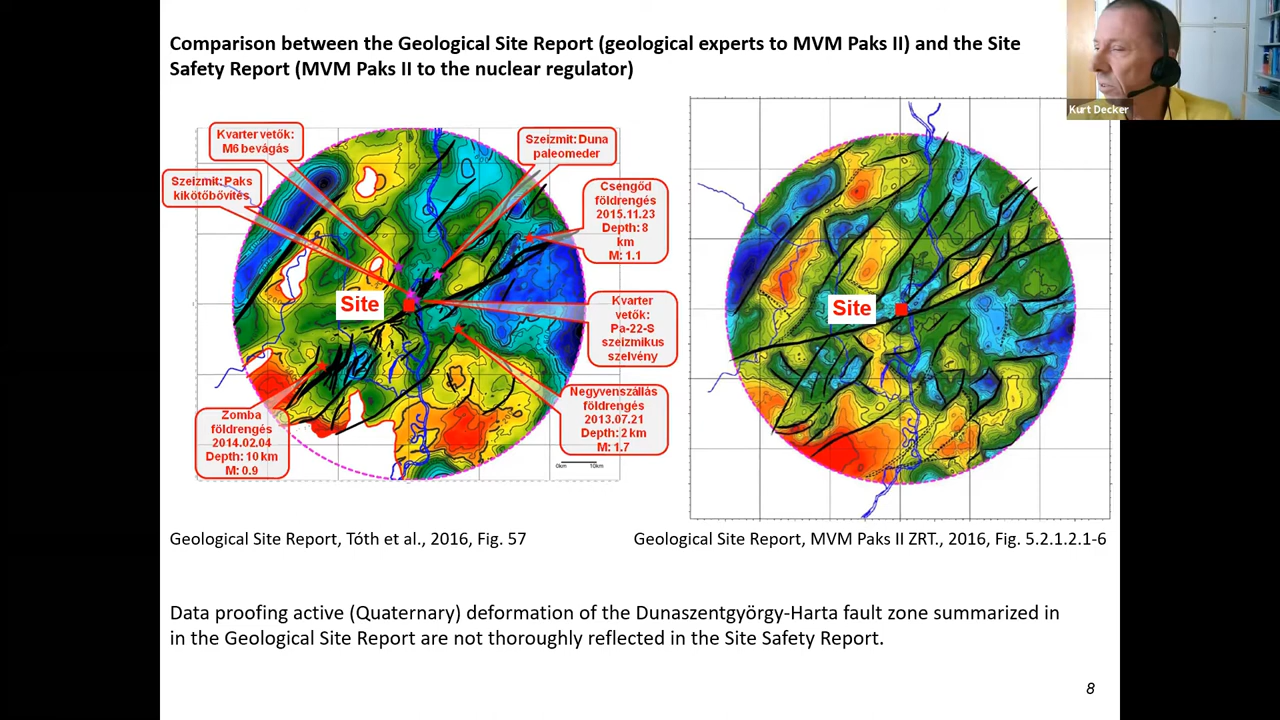 Comparison between the Geological Site Report (geological experts to MVM Paks II) and the Site
Safety Report (MVM Paks II to the nuclear regulator)
Kurt Decker
Kvarter vetők:
M6 bevágás
Szeizmit: Paks
kikötőbővítés
Szeizmit: Duna
paleomeder
Csengőd
földrengés
2015.11.23
Depth: 8
km
M: 1.1
Site
Kvarter
vetők:
Pa-22-S
szeizmikus
szelvény
Negyvenszállás
földrengés
2013.07.21
Depth: 2 km
M: 1.7
Zomba
földrengés
2014.02.04
Depth: 10 km
M: 0.9
0km 10km
Site
Geological Site Report, Tóth et al., 2016, Fig. 57
Geological Site Report, MVM Paks II ZRT., 2016, Fig. 5.2.1.2.1-6
Data proofing active (Quaternary) deformation of the Dunaszentgyörgy-Harta fault zone summarized in
in the Geological Site Report are not thoroughly reflected in the Site Safety Report.
8